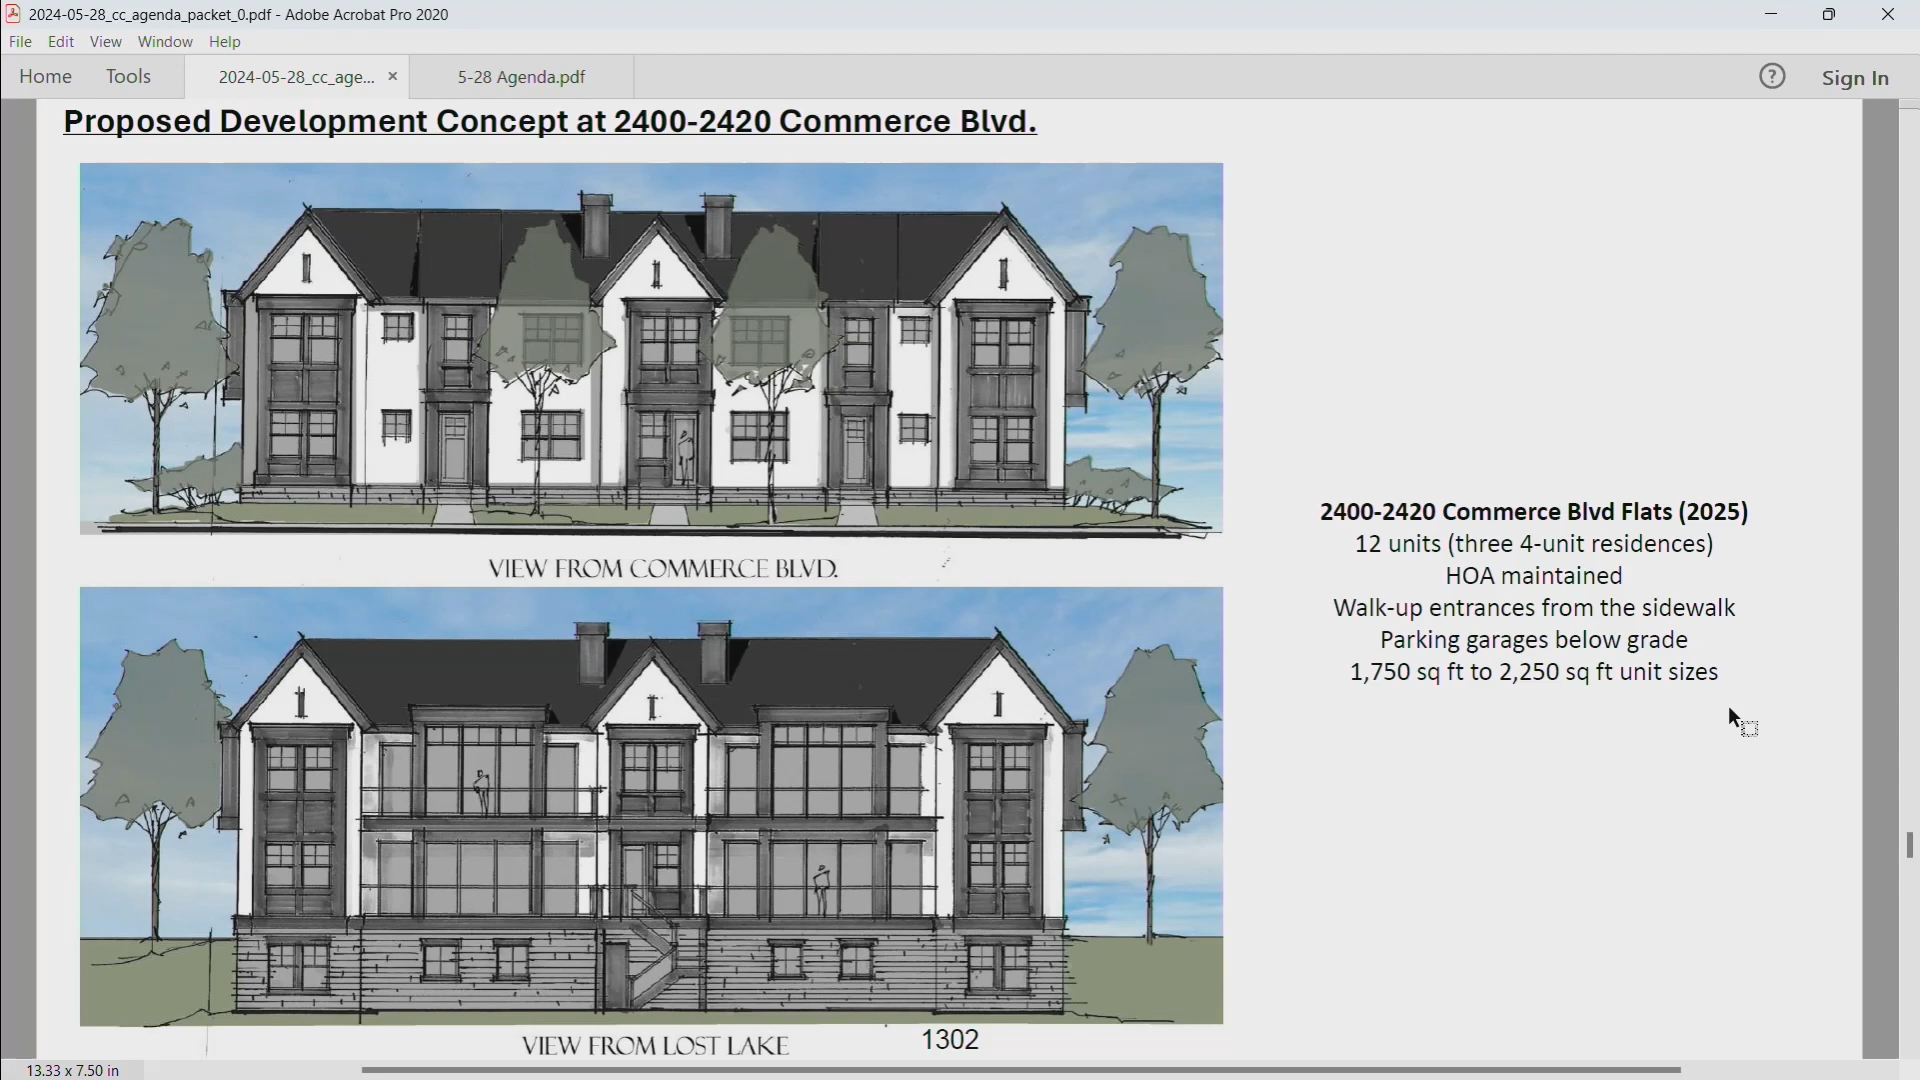 2024-05-28_cc_agenda_packet_0.pdf - Adobe Acrobat Pro 2020
File Edit View Window Help
Home Tools 2024-05-28_cc_age... × 5-28 Agenda.pdf ? Sign In
Proposed Development Concept at 2400-2420 Commerce Blvd.
VIEW FROM COMMERCE BLVD.
2400-2420 Commerce Blvd Flats (2025)
12 units (three 4-unit residences)
HOA maintained
Walk-up entrances from the sidewalk
Parking garages below grade
1,750 sq ft to 2,250 sq ft unit sizes
VIEW FROM LOST LAKE
1302
13.33 x 7.50 in